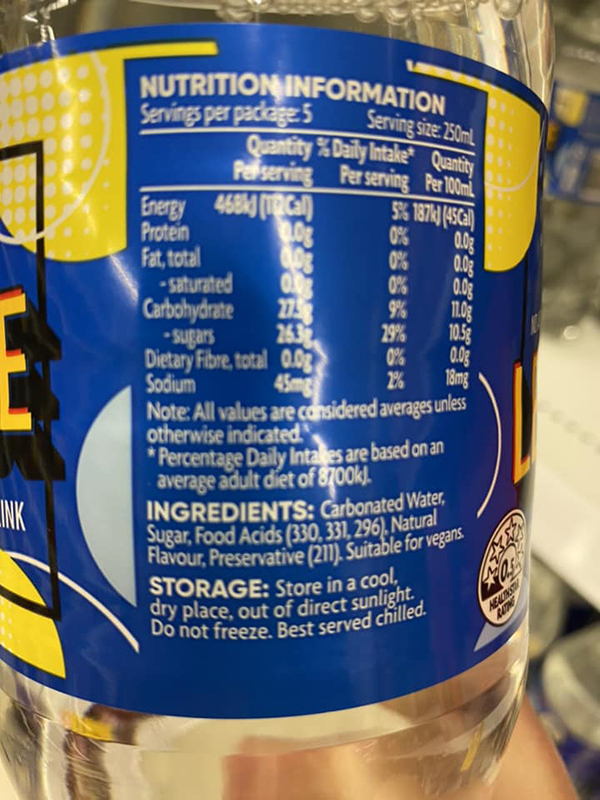 NUTRITION INFORMATION
Servings per package: 5 Serving size: 250mL
Quantity % Daily Intake* Quantity
Per serving Per serving Per 100mL
Energy 468kJ (112Cal) 5% 187kJ (45Cal)
Protein 0.0g 0% 0.0g
Fat, total 0.0g 0% 0.0g
- saturated 0.0g 0% 0.0g
Carbohydrate 27.5g 9% 11.0g
- sugars 26.3g 29% 10.5g
Dietary Fibre, total 0.0g 0% 0.0g
Sodium 45mg 2% 18mg
Note: All values are considered averages unless
otherwise indicated.
* Percentage Daily Intakes are based on an
average adult diet of 8700kJ.
INGREDIENTS: Carbonated Water,
Sugar, Food Acids (330, 331, 296), Natural
Flavour, Preservative (211). Suitable for vegans.
STORAGE: Store in a cool,
dry place, out of direct sunlight.
Do not freeze. Best served chilled.
E
INK
L
0.5
HEALTH STAR
RATING